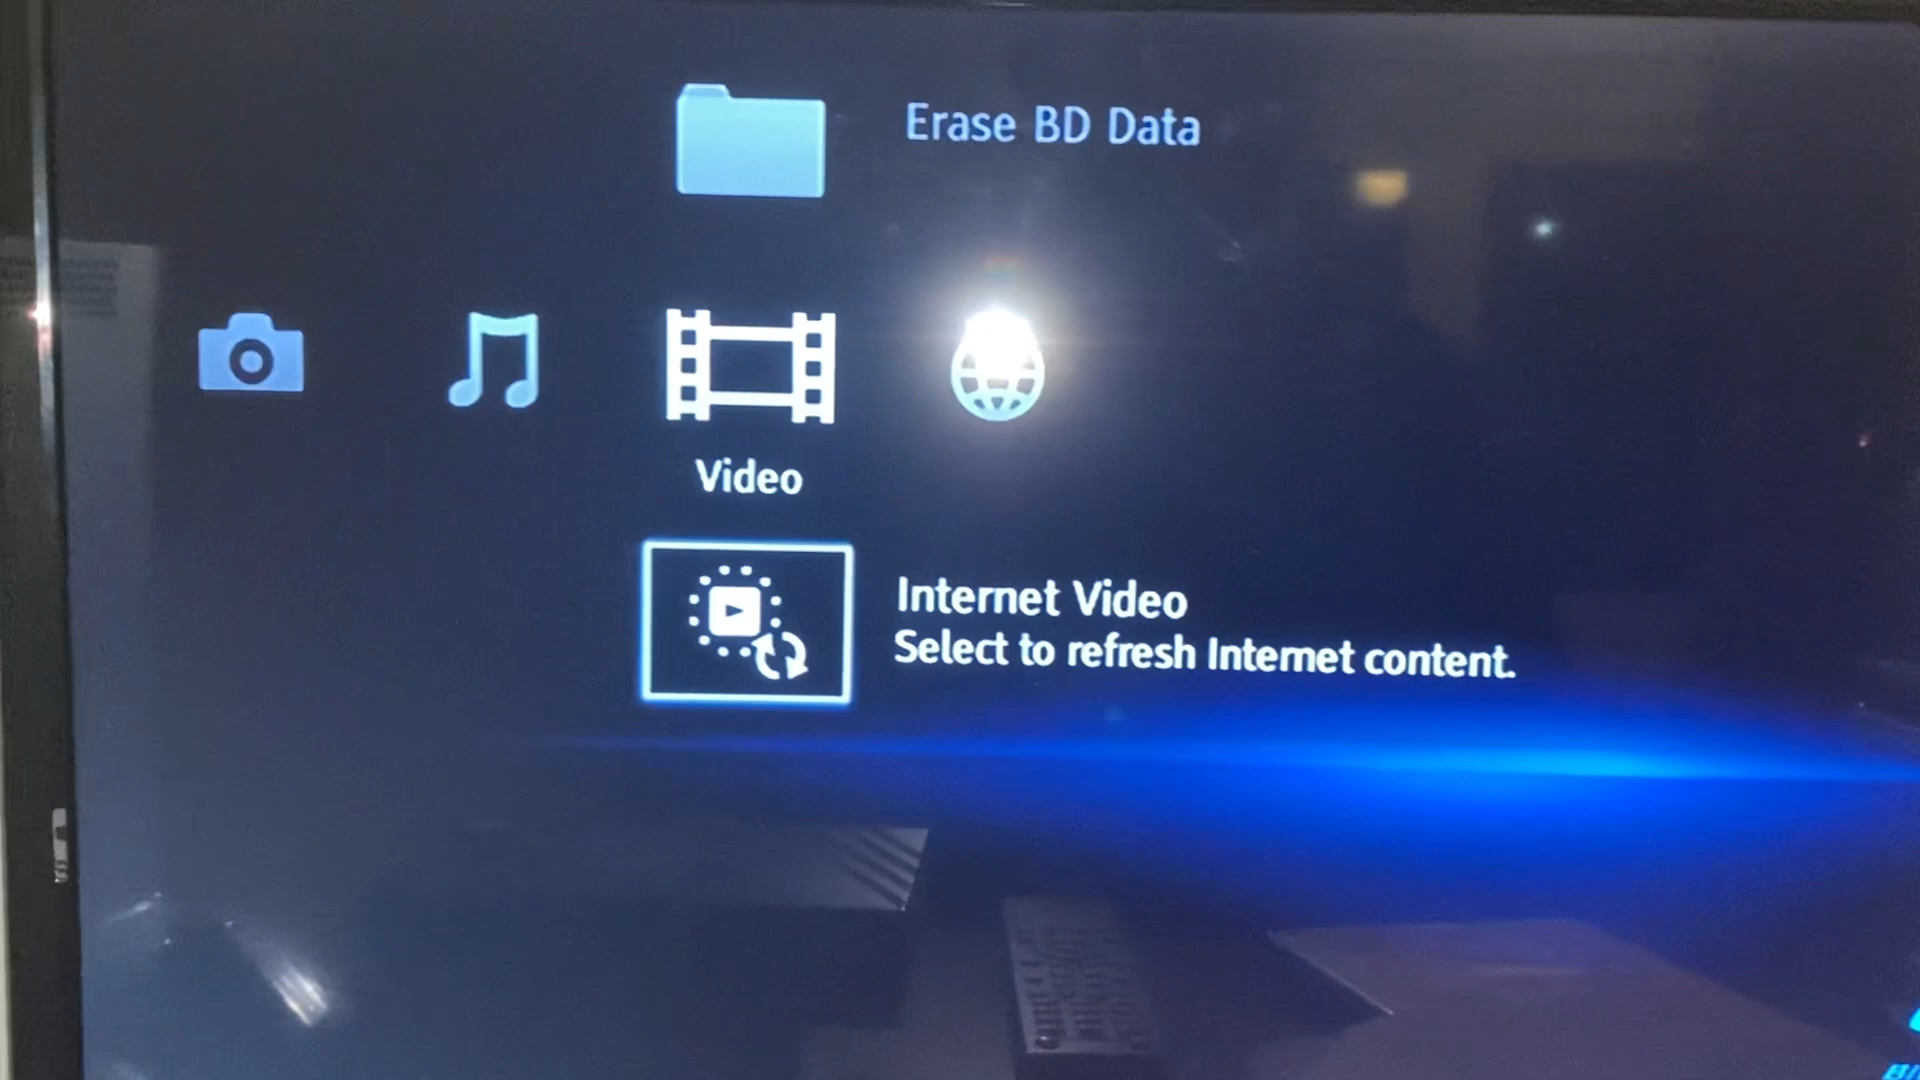 Erase BD Data
Video
Internet Video
Select to refresh Internet content.